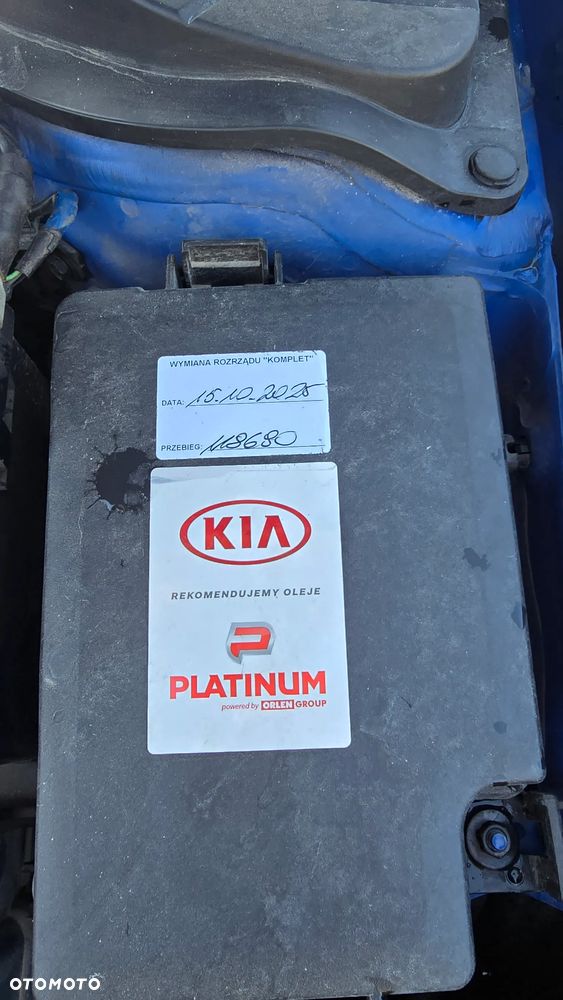 WYMIANA ROZRZĄDU "KOMPLET"
DATA: 15.10.2025
PRZEBIEG: 118680
KIA
REKOMENDUJEMY OLEJE
PLATINUM
powered by ORLEN GROUP
OTOMOTO